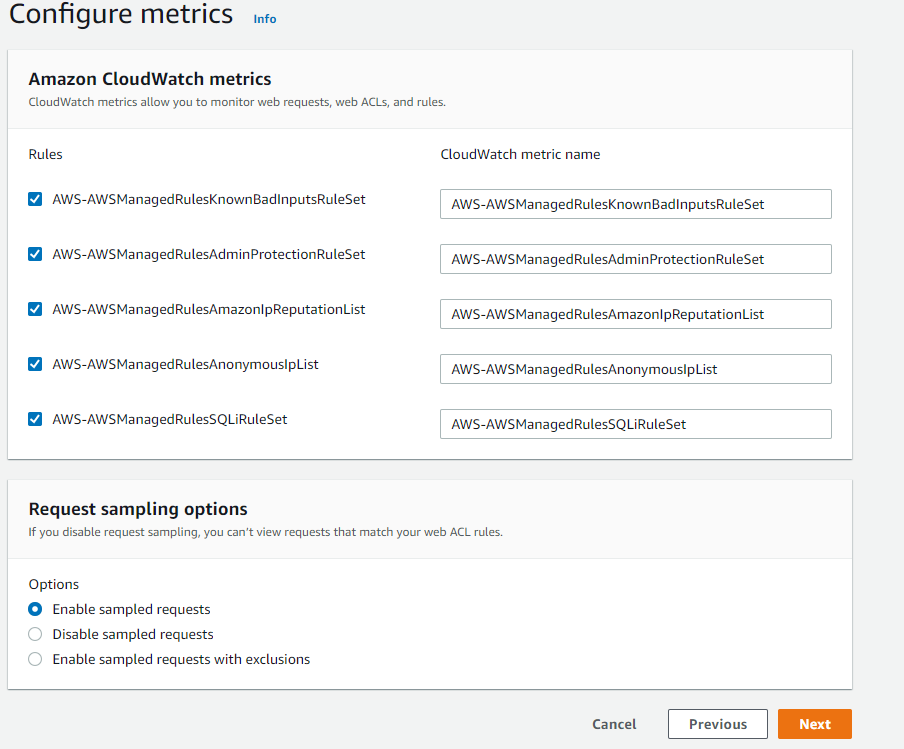 Configure metrics Info
Amazon CloudWatch metrics
CloudWatch metrics allow you to monitor web requests, web ACLs, and rules.
Rules CloudWatch metric name
AWS-AWSManagedRulesKnownBadInputsRuleSet AWS-AWSManagedRulesKnownBadInputsRuleSet
AWS-AWSManagedRulesAdminProtectionRuleSet AWS-AWSManagedRulesAdminProtectionRuleSet
AWS-AWSManagedRulesAmazonIpReputationList AWS-AWSManagedRulesAmazonIpReputationList
AWS-AWSManagedRulesAnonymousIpList AWS-AWSManagedRulesAnonymousIpList
AWS-AWSManagedRulesSQLiRuleSet AWS-AWSManagedRulesSQLiRuleSet
Request sampling options
If you disable request sampling, you can't view requests that match your web ACL rules.
Options
Enable sampled requests
Disable sampled requests
Enable sampled requests with exclusions
Cancel Previous Next